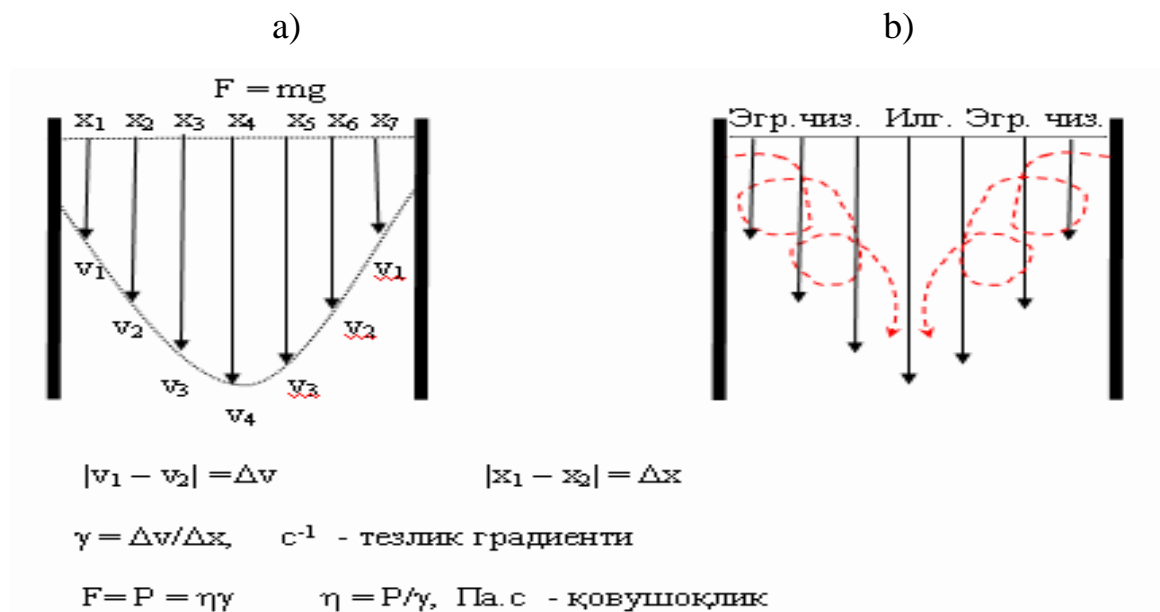 a) b)
F = mg
x₁ x₂ x₃ x₄ x₅ x₆ x₇
Эгр.чиз. Илг. Эгр. чиз.
v₁ v₁
v₂ v₂
v₃ v₃
v₄
|v₁ – v₂| = Δv |x₁ – x₂| = Δx
γ = Δv/Δx, с⁻¹ - тезлик градиенти
F= P = ηγ η = P/γ, Па.с - қовушоқлик